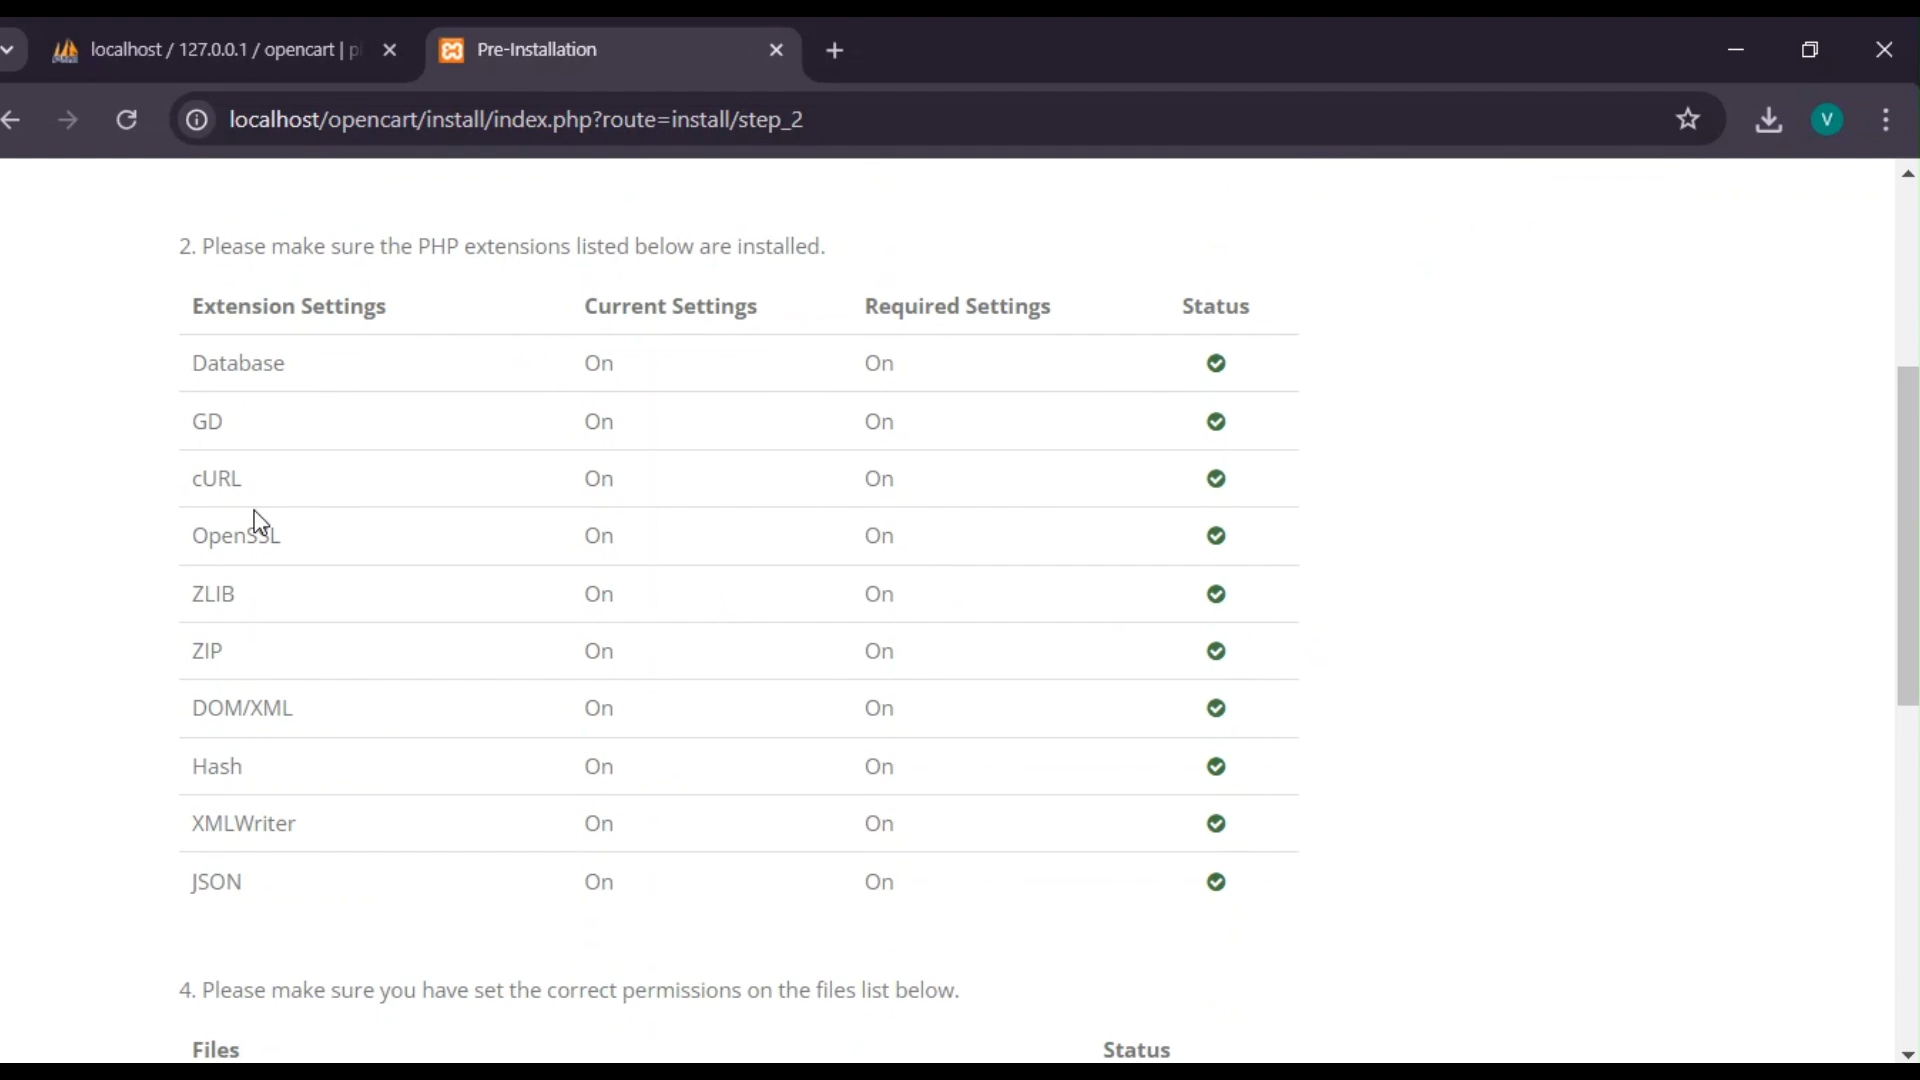 localhost / 127.0.0.1 / opencart | p
Pre-Installation
localhost/opencart/install/index.php?route=install/step_2
V
2. Please make sure the PHP extensions listed below are installed.
Extension Settings Current Settings Required Settings Status
Database On On
GD On On
cURL On On
OpenSSL On On
ZLIB On On
ZIP On On
DOM/XML On On
Hash On On
XMLWriter On On
JSON On On
4. Please make sure you have set the correct permissions on the files list below.
Files Status